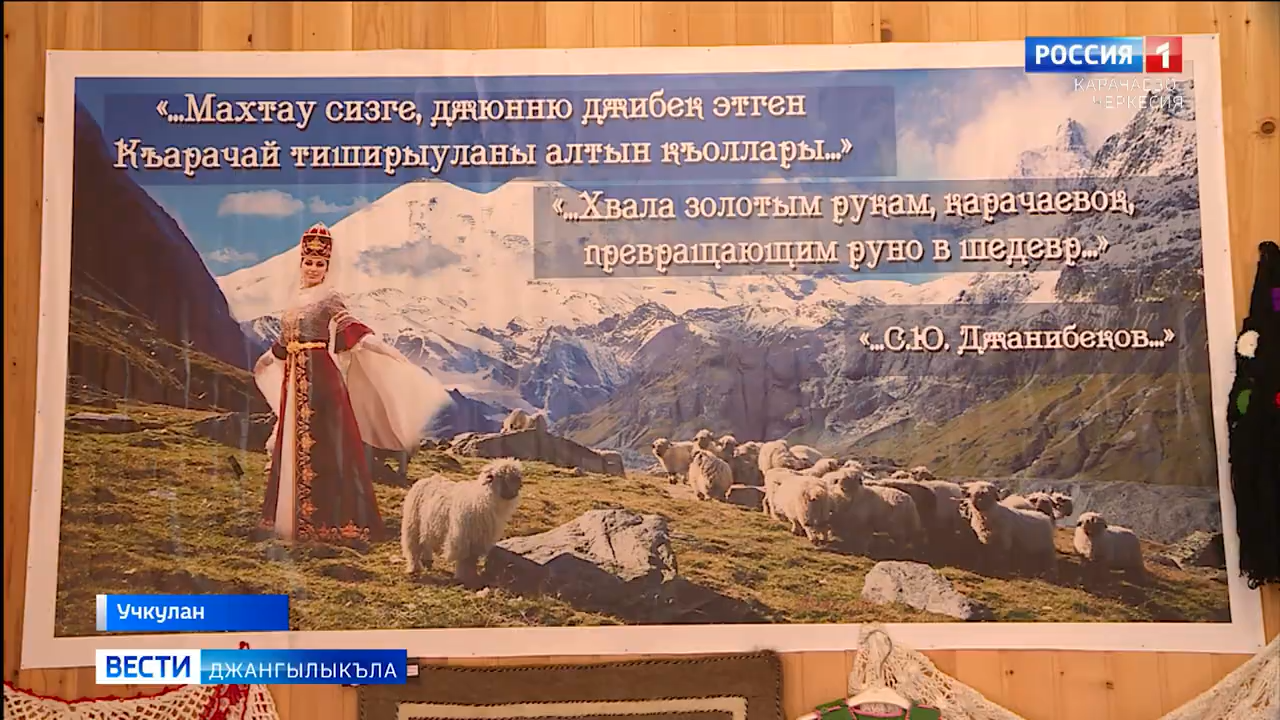 РОССИЯ 1
КАРАЧАЕВО
ЧЕРКЕСИЯ
«...Махтау сизге, джюнню джибек этген
Къарачай тиширыуланы алтын къоллары...»
«...Хвала золотым рукам, карачаевок,
превращающим руно в шедевр...»
«...С.Ю. Джанибеков...»
Учкулан
ВЕСТИ ДЖАНГЫЛЫКЪЛА